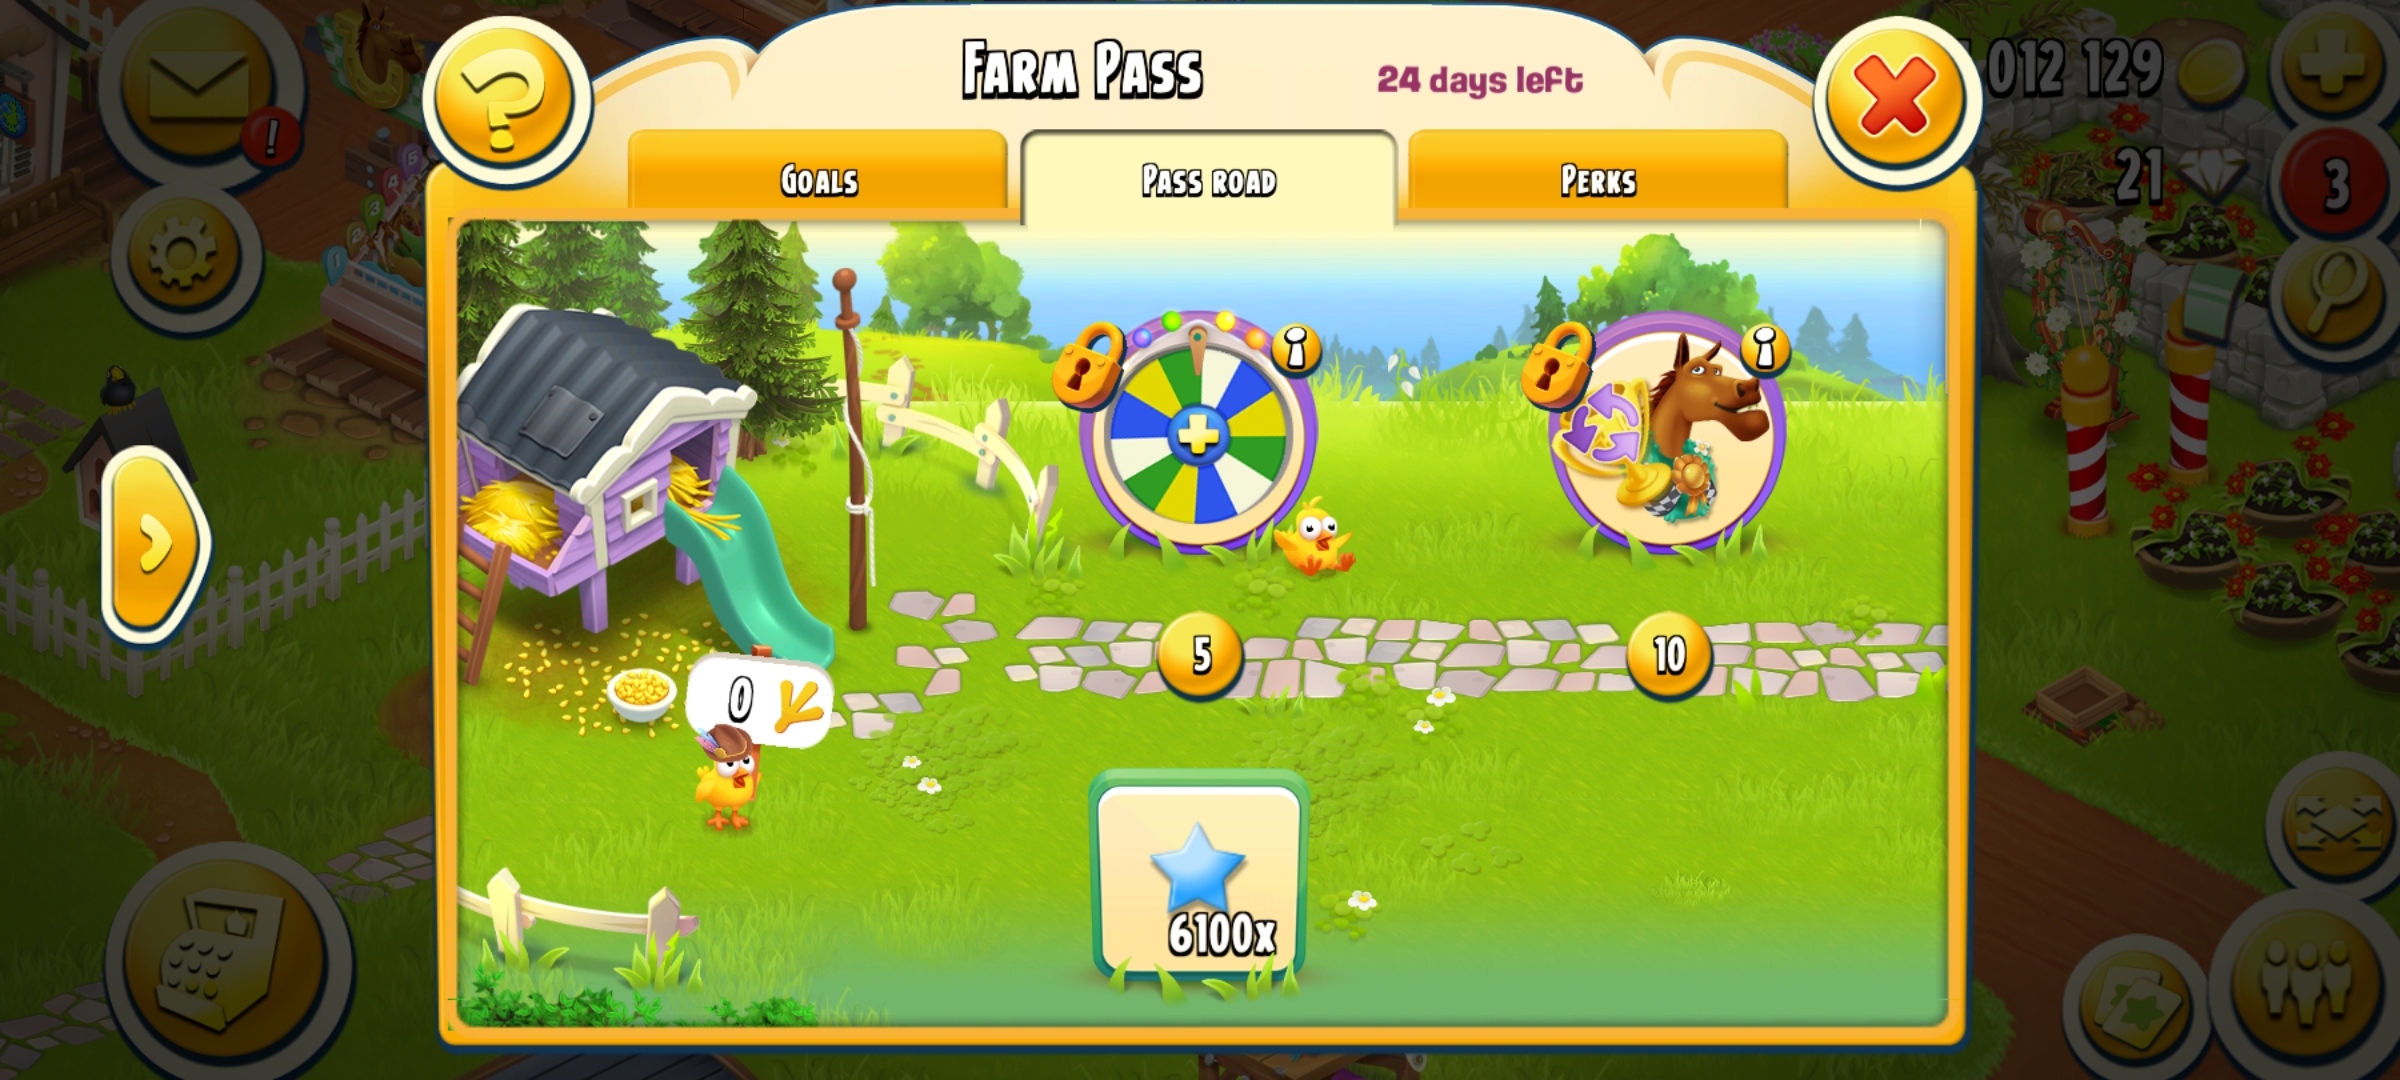 FARM PASS
24 days left
GOALS
PASS ROAD
PERKS
012 129
21
3
5
10
0
6100x